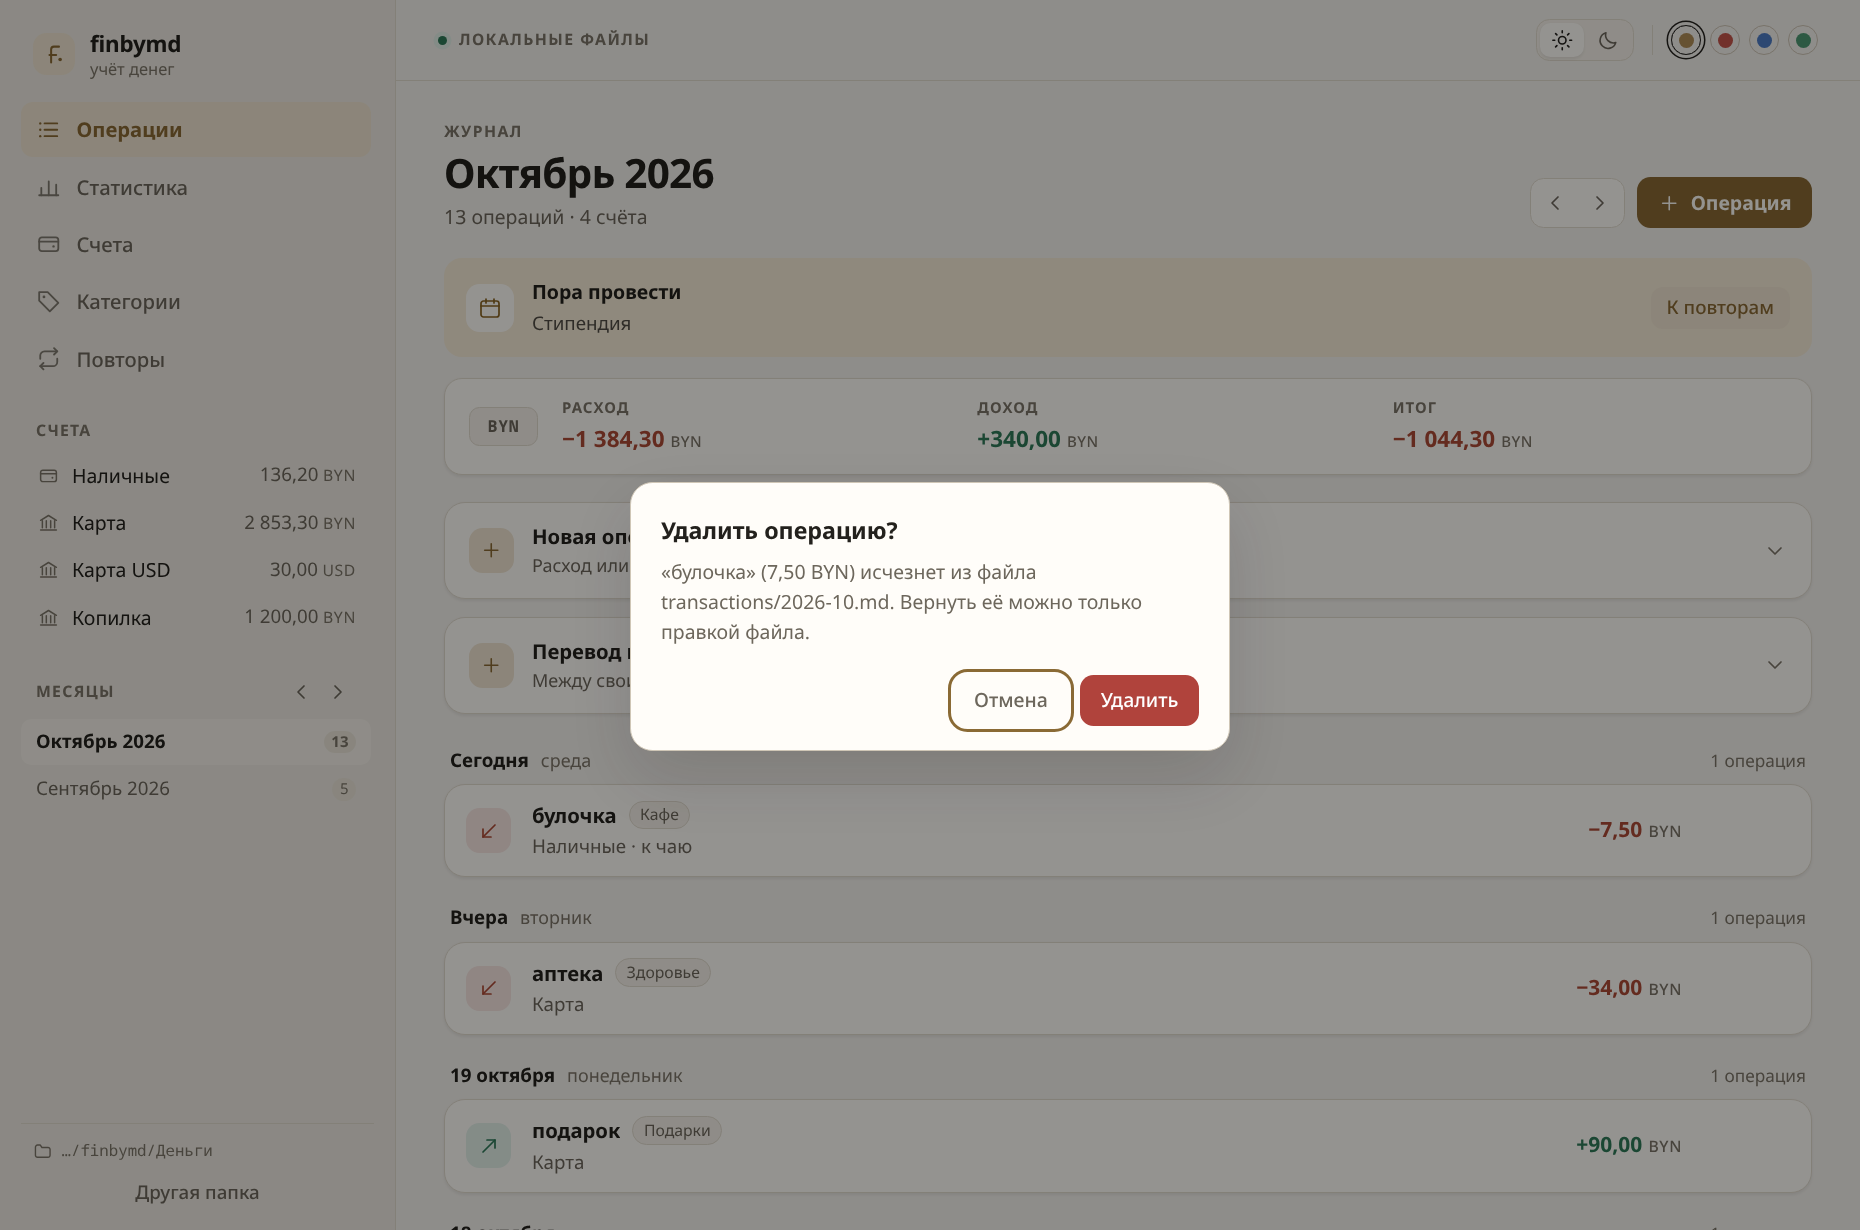 finbymd
учёт денег
Операции
Статистика
Счета
Категории
Повторы
СЧЕТА
Наличные 136,20 BYN
Карта 2 853,30 BYN
Карта USD 30,00 USD
Копилка 1 200,00 BYN
МЕСЯЦЫ
Октябрь 2026 13
Сентябрь 2026 5
…/finbymd/Деньги
Другая папка
ЛОКАЛЬНЫЕ ФАЙЛЫ
ЖУРНАЛ
Октябрь 2026
13 операций · 4 счёта
Операция
Пора провести
Стипендия
К повторам
BYN
РАСХОД
−1 384,30 BYN
ДОХОД
+340,00 BYN
ИТОГ
−1 044,30 BYN
Новая
Расход или
Перевод
Между
Удалить операцию?
«булочка» (7,50 BYN) исчезнет из файла
transactions/2026-10.md. Вернуть её можно только
правкой файла.
Отмена
Удалить
Сегодня среда 1 операция
булочка Кафе
Наличные · к чаю
−7,50 BYN
Вчера вторник 1 операция
аптека Здоровье
Карта
−34,00 BYN
19 октября понедельник 1 операция
подарок Подарки
Карта
+90,00 BYN